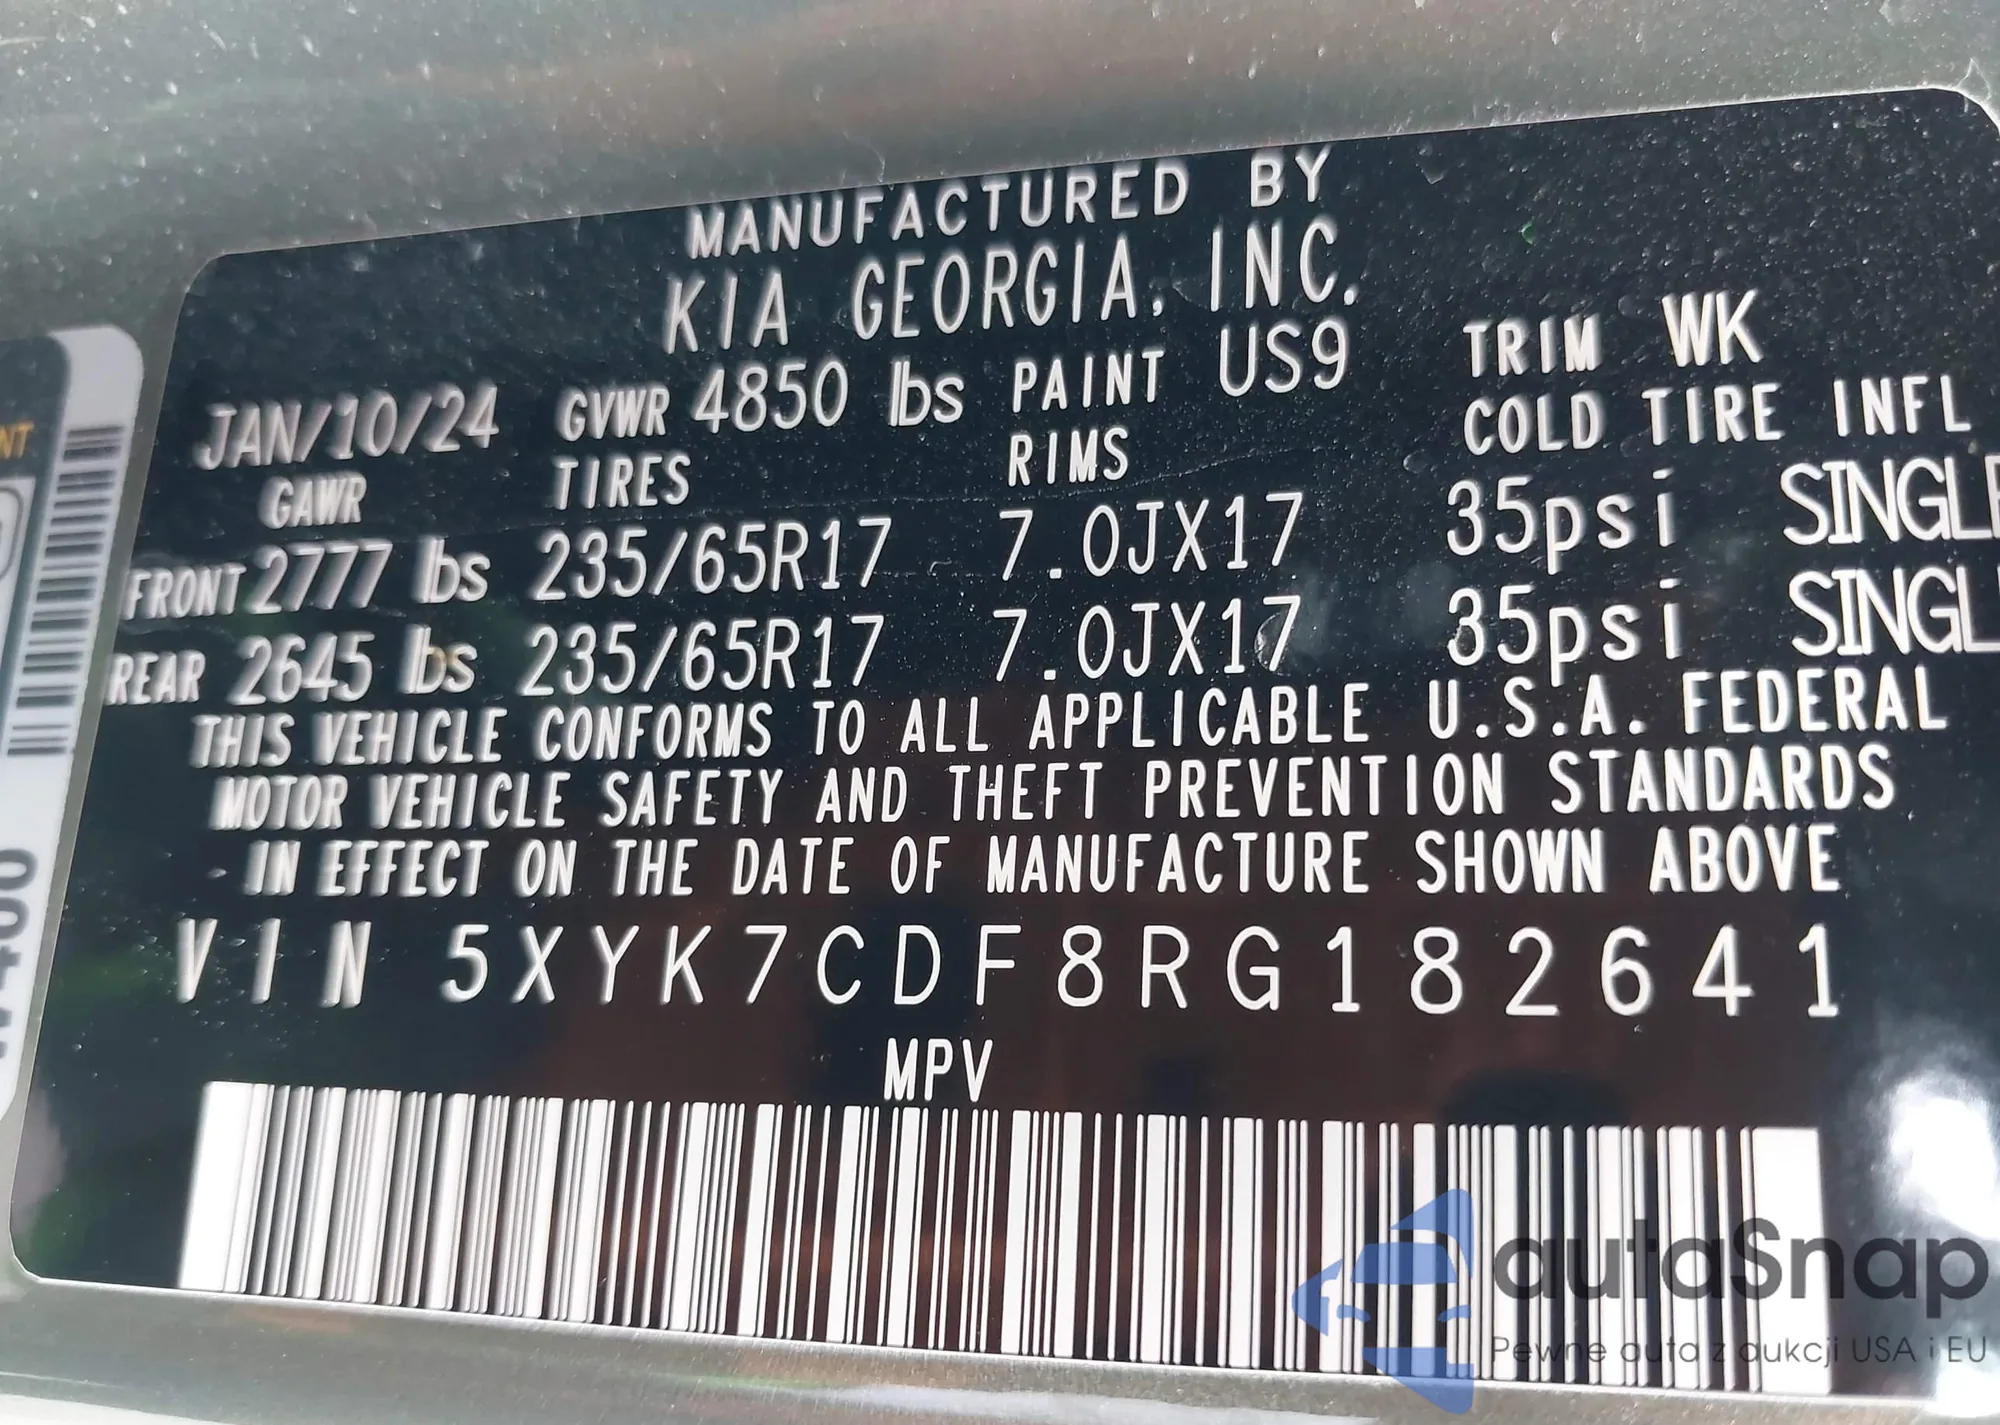 MANUFACTURED BY
KIA GEORGIA, INC.
JAN/10/24 GVWR 4850 lbs PAINT US9 TRIM WK
GAWR TIRES RIMS COLD TIRE INFL
FRONT 2777 lbs 235/65R17 7.0JX17 35psi SINGLE
REAR 2645 lbs 235/65R17 7.0JX17 35psi SINGL
THIS VEHICLE CONFORMS TO ALL APPLICABLE U.S.A. FEDERAL
MOTOR VEHICLE SAFETY AND THEFT PREVENTION STANDARDS
IN EFFECT ON THE DATE OF MANUFACTURE SHOWN ABOVE
VIN 5XYK7CDF8RG182641
MPV
NT
autaSnap
Pewne auta z aukcji USA i EU